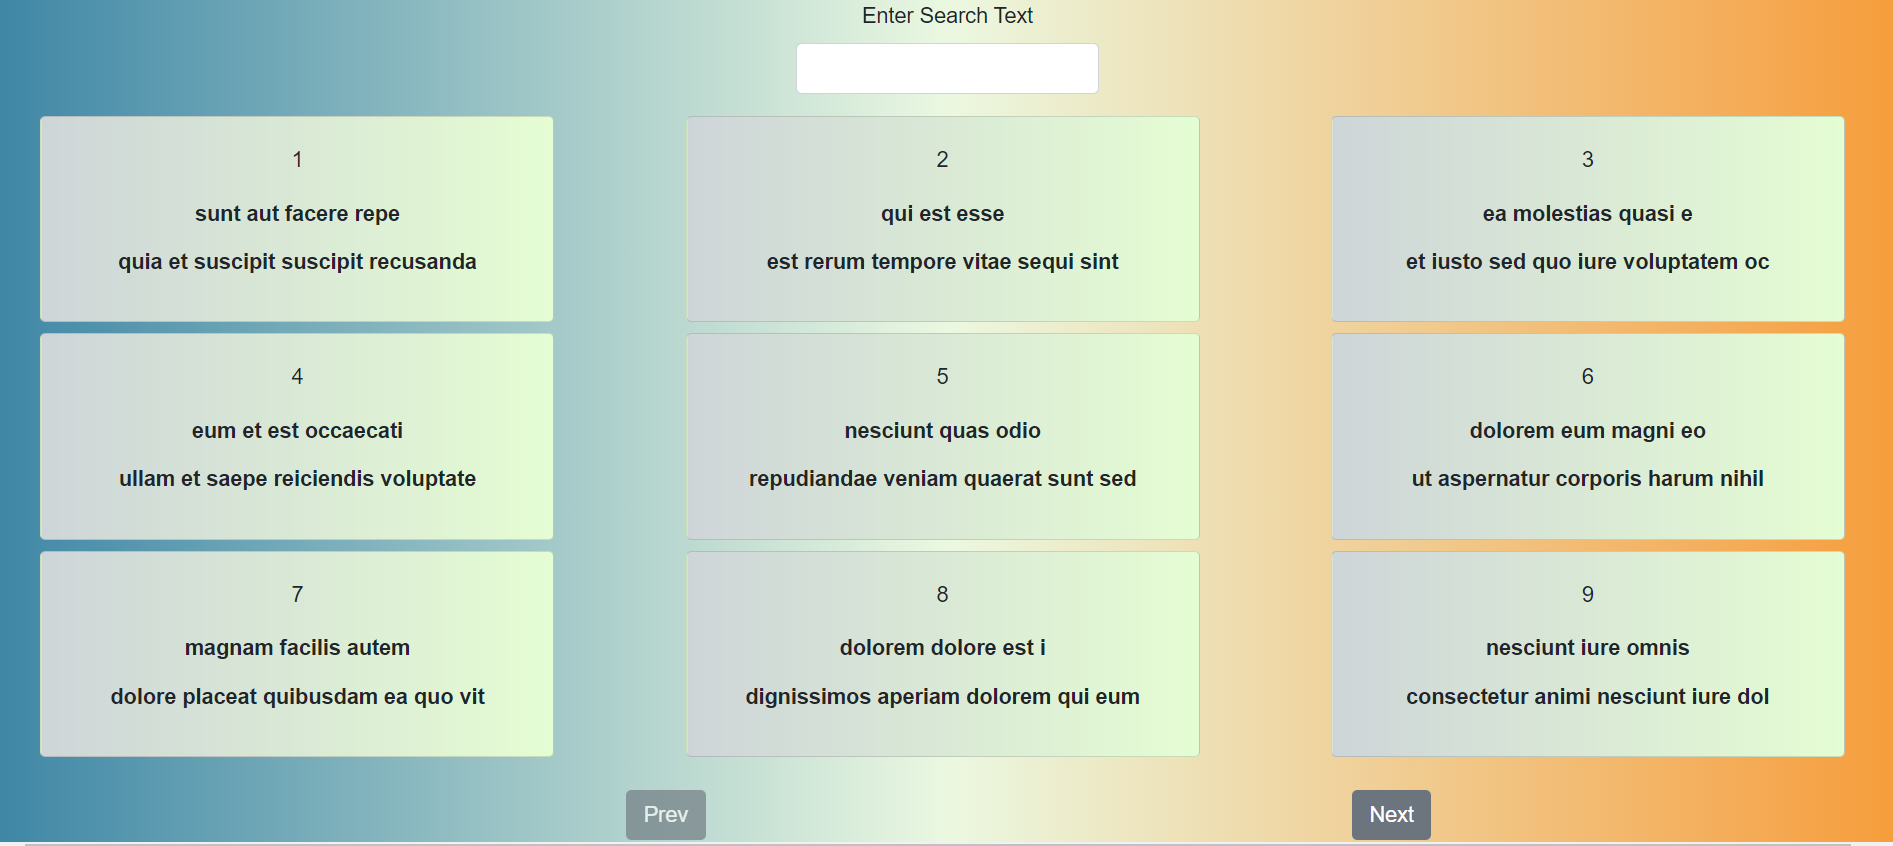 Enter Search Text
1
sunt aut facere repe
quia et suscipit suscipit recusanda
2
qui est esse
est rerum tempore vitae sequi sint
3
ea molestias quasi e
et iusto sed quo iure voluptatem oc
4
eum et est occaecati
ullam et saepe reiciendis voluptate
5
nesciunt quas odio
repudiandae veniam quaerat sunt sed
6
dolorem eum magni eo
ut aspernatur corporis harum nihil
7
magnam facilis autem
dolore placeat quibusdam ea quo vit
8
dolorem dolore est i
dignissimos aperiam dolorem qui eum
9
nesciunt iure omnis
consectetur animi nesciunt iure dol
Prev
Next